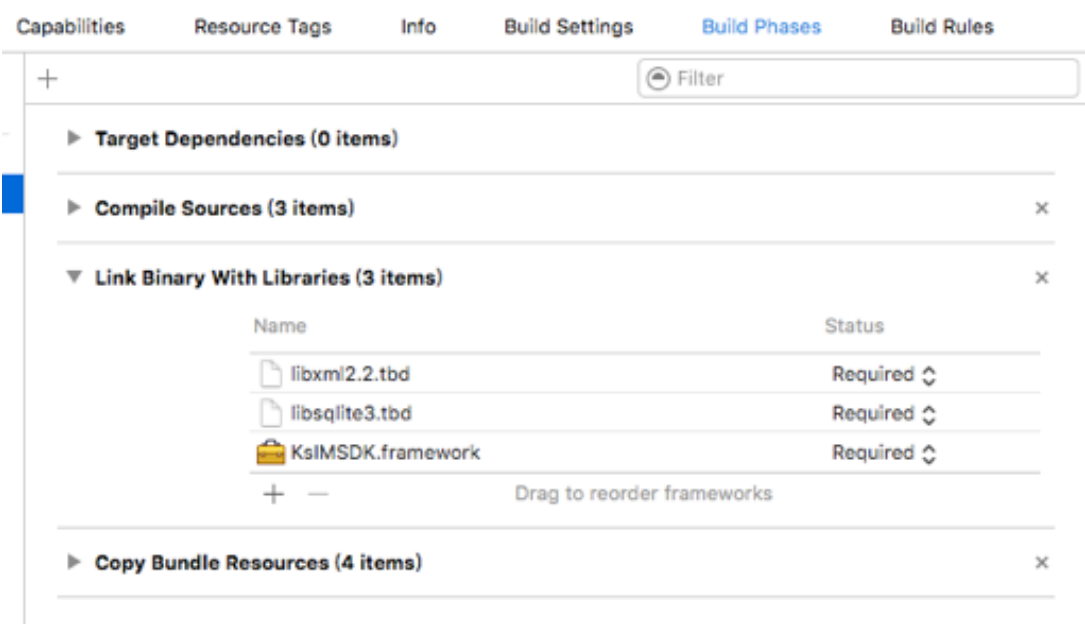 Capabilities Resource Tags Info Build Settings Build Phases Build Rules
+ Filter
Target Dependencies (0 items)
Compile Sources (3 items) ×
Link Binary With Libraries (3 items) ×
Name Status
libxml2.2.tbd Required
libsqlite3.tbd Required
KsIMSDK.framework Required
+ — Drag to reorder frameworks
Copy Bundle Resources (4 items) ×